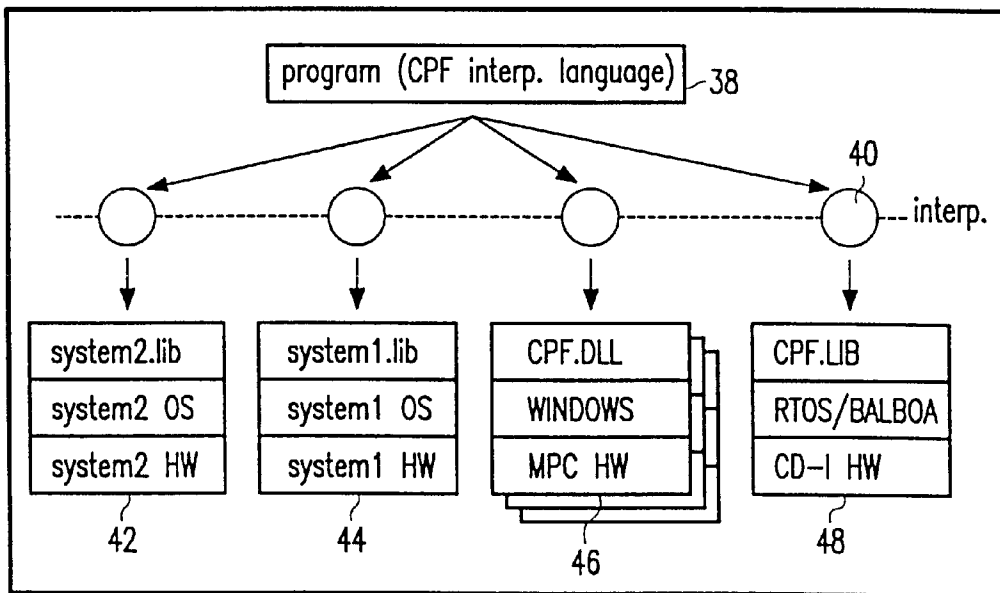 program (CPF interp. language)
38
40
interp.
system2.lib
system2 OS
system2 HW
42
system1.lib
system1 OS
system1 HW
44
CPF.DLL
WINDOWS
MPC HW
46
CPF.LIB
RTOS/BALBOA
CD-I HW
48